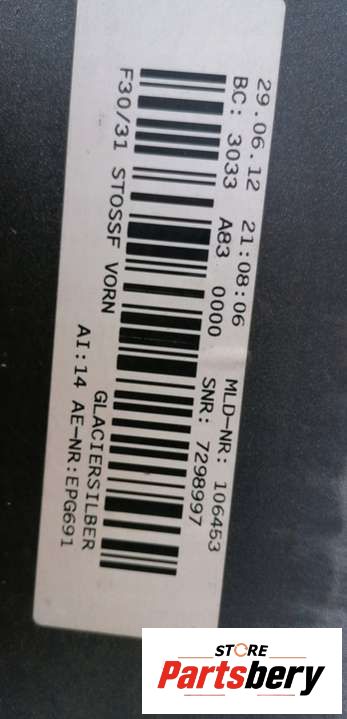 29.06.12 21:08:06 MLD-NR: 106453
BC: 3033 A83 0000 SNR: 7298997
F30/31 STOSSF VORN GLACIERSILBER
AI:14 AE-NR:EPG691
STORE
Partsbery